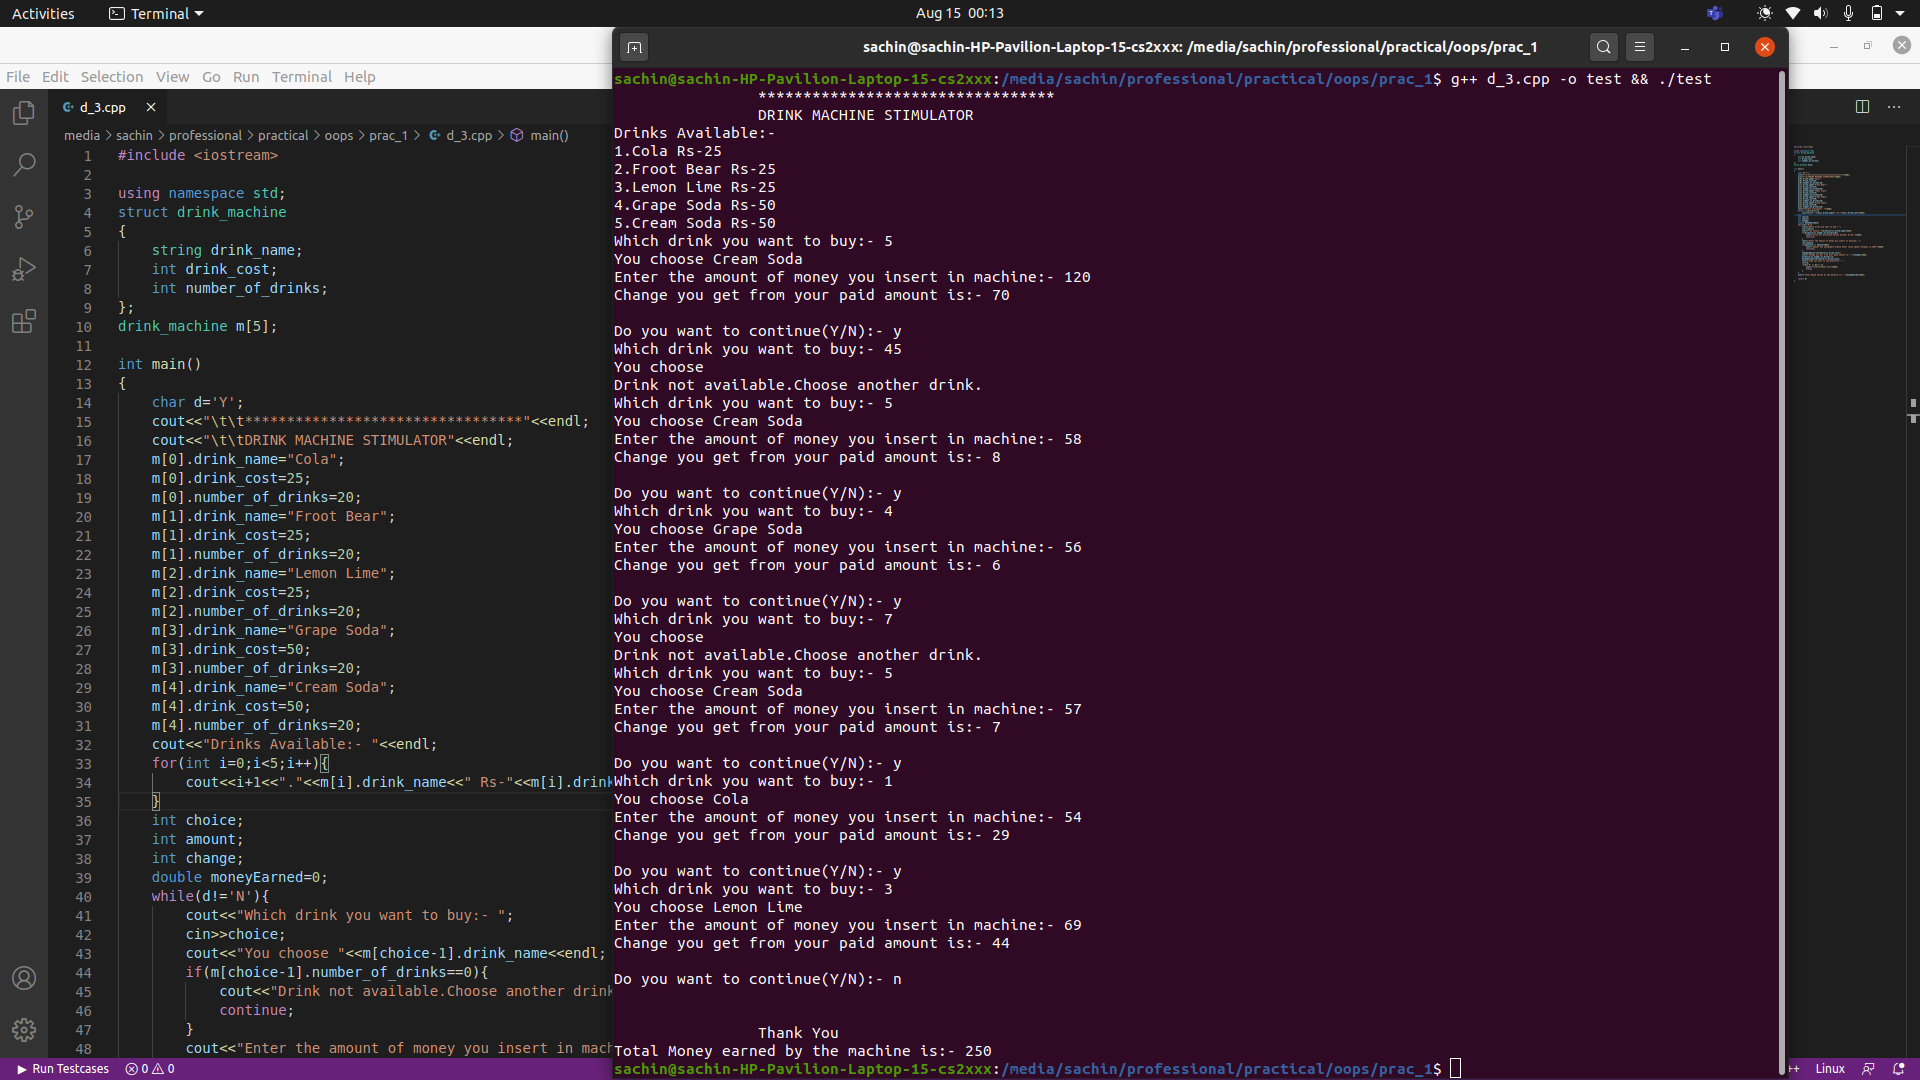 Activities
Terminal
Aug 15 00:13
sachin@sachin-HP-Pavilion-Laptop-15-cs2xxx: /media/sachin/professional/practical/oops/prac_1
File Edit Selection View Go Run Terminal Help
d_3.cpp
media > sachin > professional > practical > oops > prac_1 > d_3.cpp > main()
1 #include <iostream>
2
3 using namespace std;
4 struct drink_machine
5 {
6 string drink_name;
7 int drink_cost;
8 int number_of_drinks;
9 };
10 drink_machine m[5];
11
12 int main()
13 {
14 char d='Y';
15 cout<<"\t\t*********************************"<<endl;
16 cout<<"\t\tDRINK MACHINE STIMULATOR"<<endl;
17 m[0].drink_name="Cola";
18 m[0].drink_cost=25;
19 m[0].number_of_drinks=20;
20 m[1].drink_name="Froot Bear";
21 m[1].drink_cost=25;
22 m[1].number_of_drinks=20;
23 m[2].drink_name="Lemon Lime";
24 m[2].drink_cost=25;
25 m[2].number_of_drinks=20;
26 m[3].drink_name="Grape Soda";
27 m[3].drink_cost=50;
28 m[3].number_of_drinks=20;
29 m[4].drink_name="Cream Soda";
30 m[4].drink_cost=50;
31 m[4].number_of_drinks=20;
32 cout<<"Drinks Available:- "<<endl;
33 for(int i=0;i<5;i++){
34 cout<<i+1<<"."<<m[i].drink_name<<" Rs-"<<m[i].drink
35 }
36 int choice;
37 int amount;
38 int change;
39 double moneyEarned=0;
40 while(d!='N'){
41 cout<<"Which drink you want to buy:- ";
42 cin>>choice;
43 cout<<"You choose "<<m[choice-1].drink_name<<endl;
44 if(m[choice-1].number_of_drinks==0){
45 cout<<"Drink not available.Choose another drink
46 continue;
47 }
48 cout<<"Enter the amount of money you insert in mach
Run Testcases
0 0
sachin@sachin-HP-Pavilion-Laptop-15-cs2xxx:/media/sachin/professional/practical/oops/prac_1$ g++ d_3.cpp -o test && ./test
*********************************
DRINK MACHINE STIMULATOR
Drinks Available:-
1.Cola Rs-25
2.Froot Bear Rs-25
3.Lemon Lime Rs-25
4.Grape Soda Rs-50
5.Cream Soda Rs-50
Which drink you want to buy:- 5
You choose Cream Soda
Enter the amount of money you insert in machine:- 120
Change you get from your paid amount is:- 70

Do you want to continue(Y/N):- y
Which drink you want to buy:- 45
You choose
Drink not available.Choose another drink.
Which drink you want to buy:- 5
You choose Cream Soda
Enter the amount of money you insert in machine:- 58
Change you get from your paid amount is:- 8

Do you want to continue(Y/N):- y
Which drink you want to buy:- 4
You choose Grape Soda
Enter the amount of money you insert in machine:- 56
Change you get from your paid amount is:- 6

Do you want to continue(Y/N):- y
Which drink you want to buy:- 7
You choose
Drink not available.Choose another drink.
Which drink you want to buy:- 5
You choose Cream Soda
Enter the amount of money you insert in machine:- 57
Change you get from your paid amount is:- 7

Do you want to continue(Y/N):- y
Which drink you want to buy:- 1
You choose Cola
Enter the amount of money you insert in machine:- 54
Change you get from your paid amount is:- 29

Do you want to continue(Y/N):- y
Which drink you want to buy:- 3
You choose Lemon Lime
Enter the amount of money you insert in machine:- 69
Change you get from your paid amount is:- 44

Do you want to continue(Y/N):- n

Thank You
Total Money earned by the machine is:- 250
sachin@sachin-HP-Pavilion-Laptop-15-cs2xxx:/media/sachin/professional/practical/oops/prac_1$
++ Linux